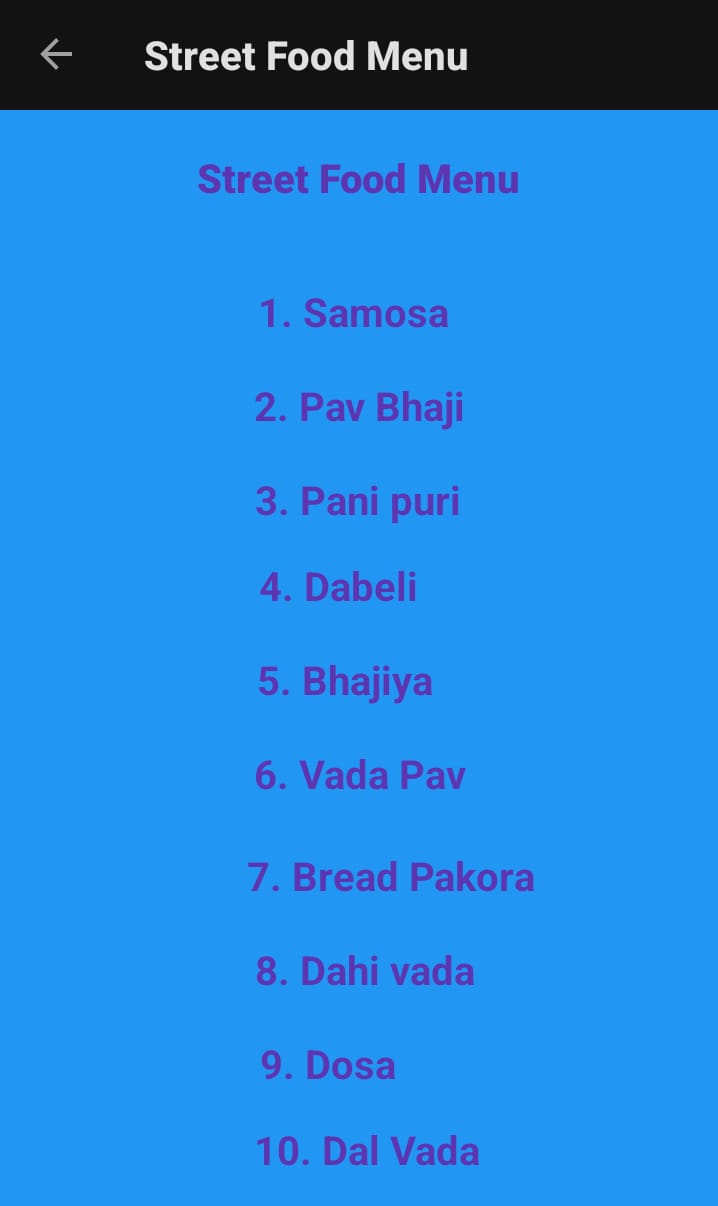 Street Food Menu
Street Food Menu
1. Samosa
2. Pav Bhaji
3. Pani puri
4. Dabeli
5. Bhajiya
6. Vada Pav
7. Bread Pakora
8. Dahi vada
9. Dosa
10. Dal Vada